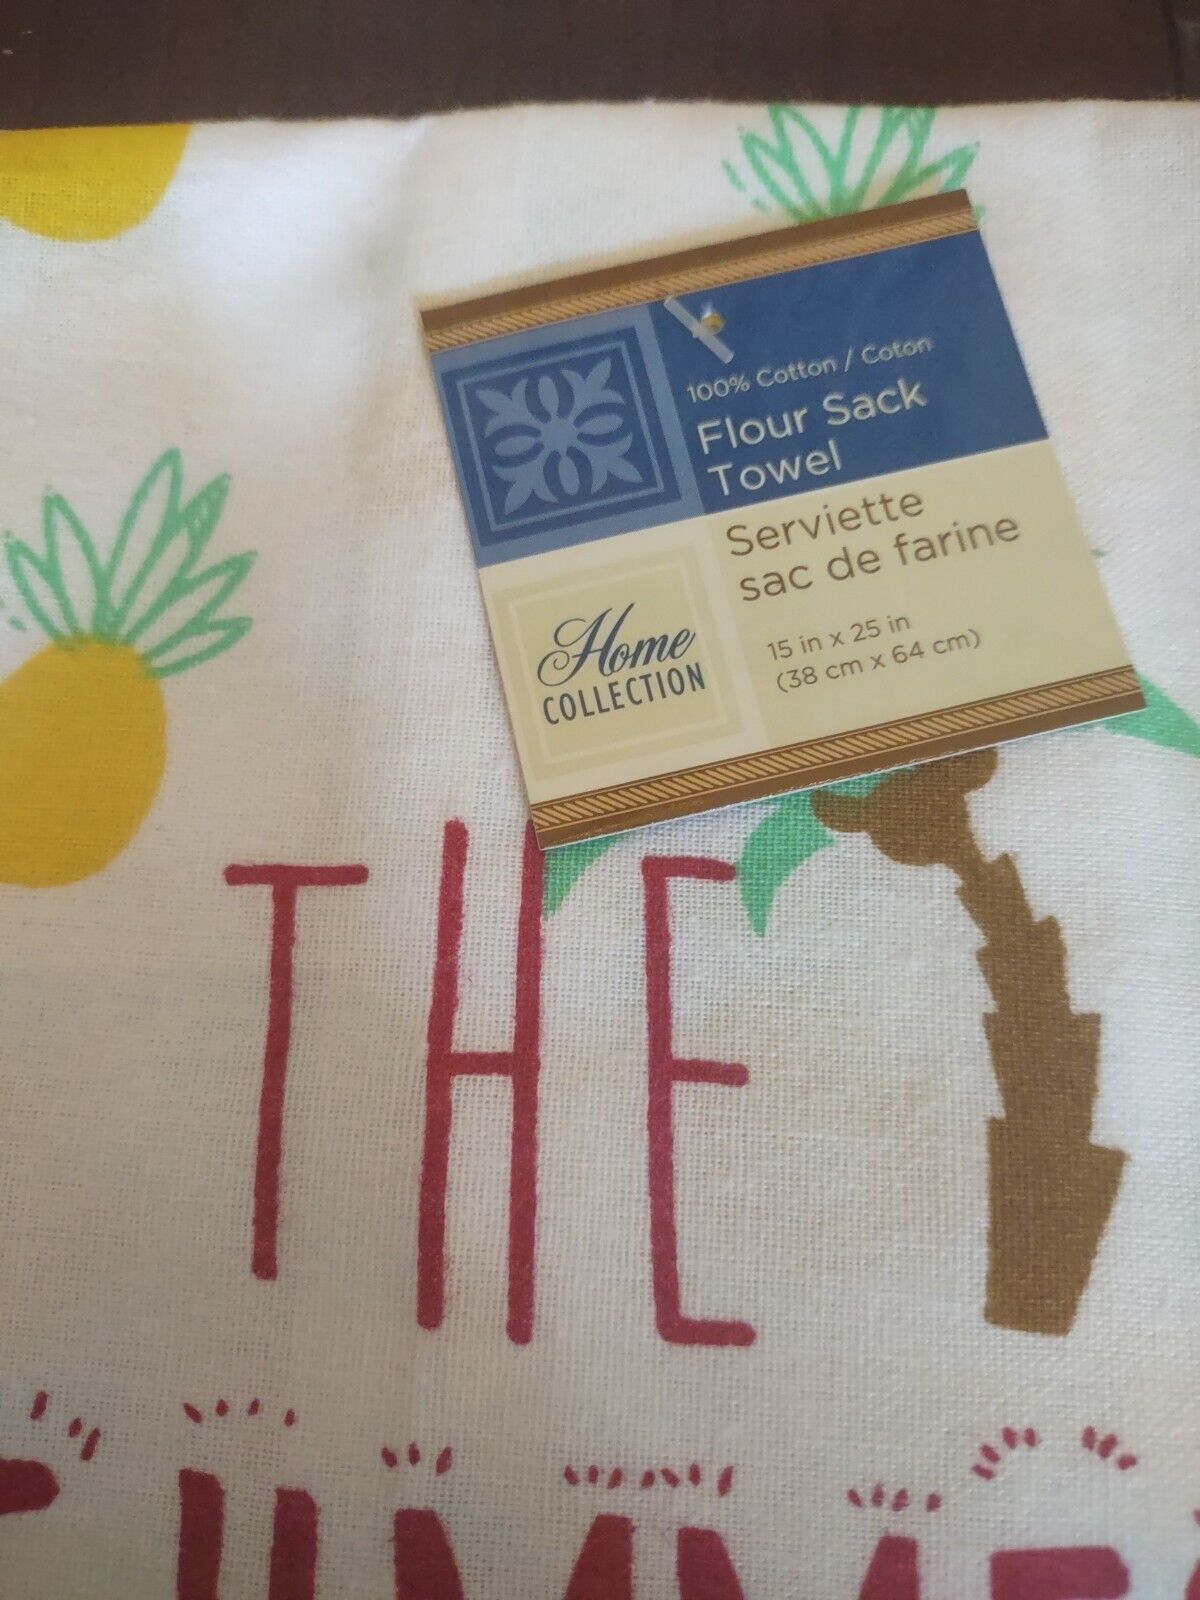 100% Cotton / Coton
Flour Sack
Towel
Serviette
sac de farine
15 in x 25 in
(38 cm x 64 cm)
Home
COLLECTION
THE